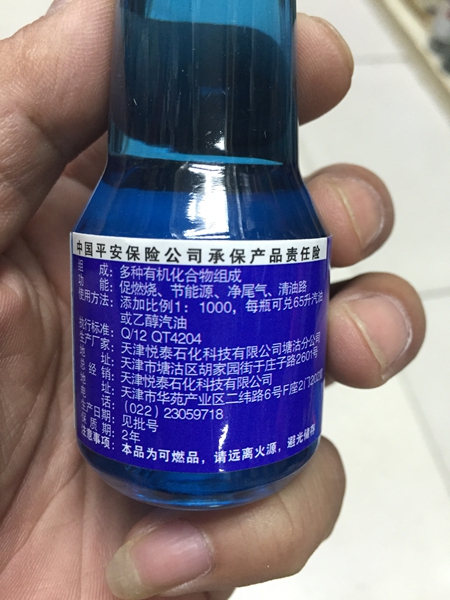 中国平安保险公司承保产品责任险
组成：多种有机化合物组成
功能：促燃烧、节能源、净尾气、清油路
使用方法：添加比例1：1000，每瓶可兑65升汽油
或乙醇汽油
执行标准：Q/12 QT4204
生产厂家：天津悦泰石化科技有限公司塘沽分公司
地址：天津市塘沽区胡家园街于庄子路2601号
总经销：天津悦泰石化科技有限公司
地址：天津市华苑产业区二纬路6号F座2门202室
电话：(022) 23059718
生产日期：见批号
保质期：2年
注意事项：本品为可燃品，请远离火源，避光储存